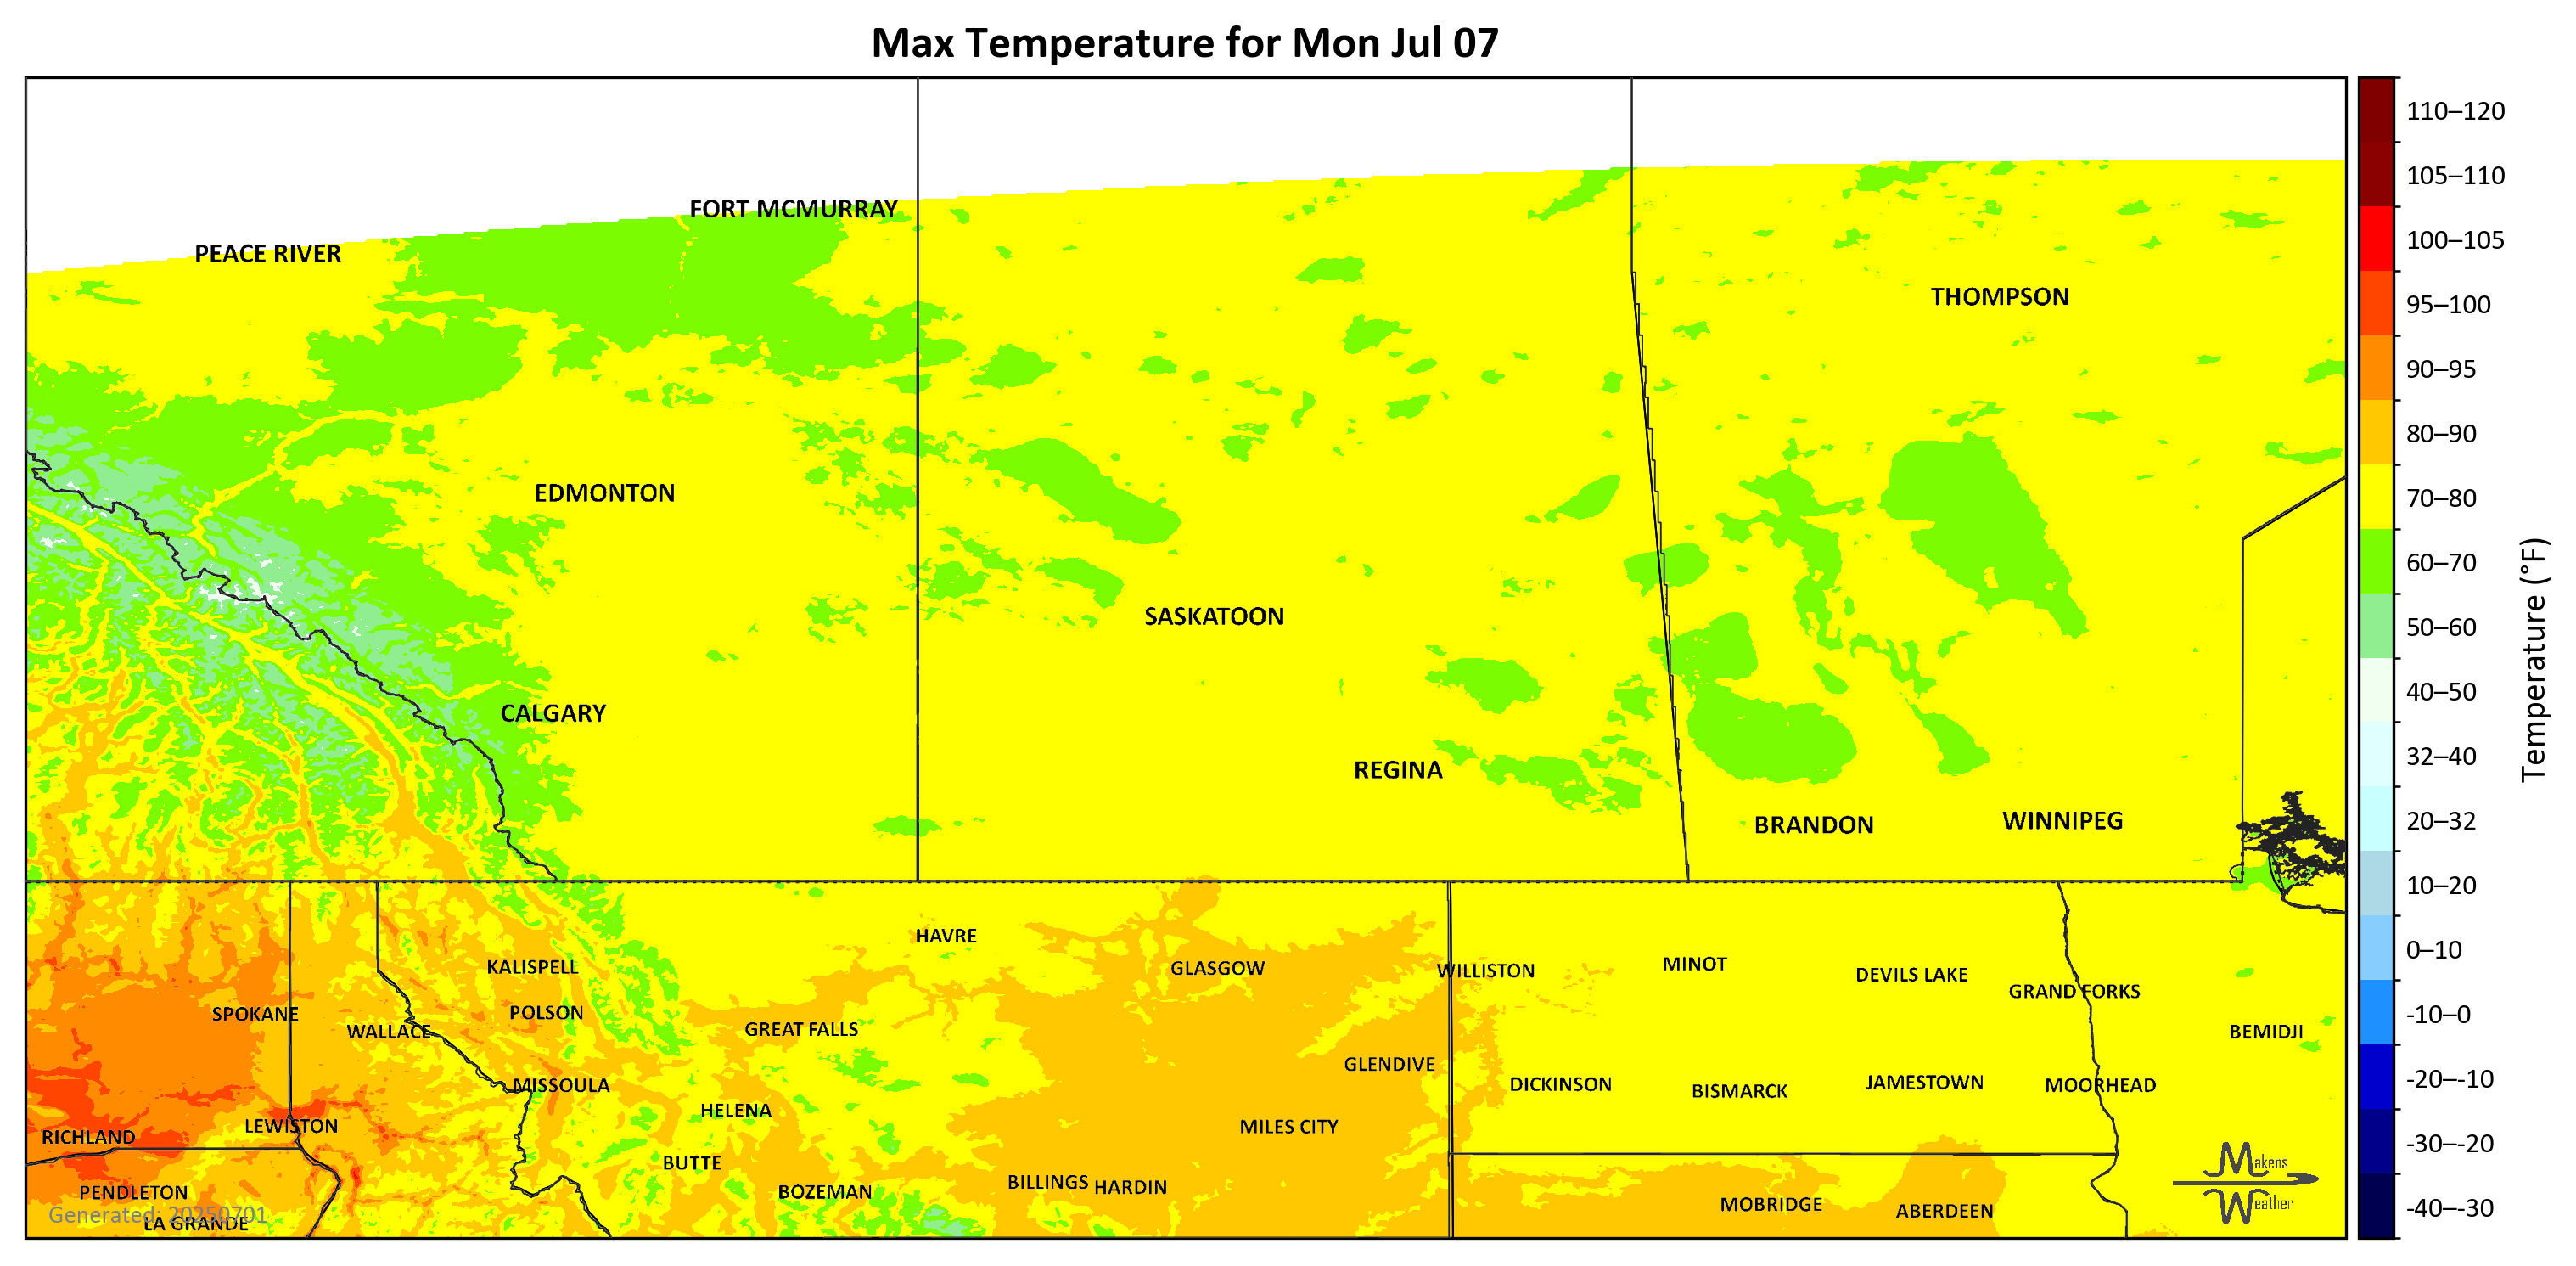 Max Temperature for Mon Jul 07
110–120
105–110
100–105
95–100
90–95
80–90
70–80
60–70
50–60
40–50
32–40
20–32
10–20
0–10
-10–0
-20–-10
-30–-20
-40–-30
Temperature (°F)
FORT MCMURRAY
PEACE RIVER
THOMPSON
EDMONTON
SASKATOON
CALGARY
REGINA
BRANDON
WINNIPEG
HAVRE
KALISPELL
GLASGOW
WILLISTON
MINOT
DEVILS LAKE
GRAND FORKS
SPOKANE
POLSON
WALLACE
GREAT FALLS
BEMIDJI
GLENDIVE
MISSOULA
DICKINSON
BISMARCK
JAMESTOWN
MOORHEAD
HELENA
LEWISTON
MILES CITY
RICHLAND
BUTTE
PENDLETON
BOZEMAN
BILLINGS
HARDIN
MOBRIDGE
ABERDEEN
LA GRANDE
Generated: 20250701
Makens
Weather